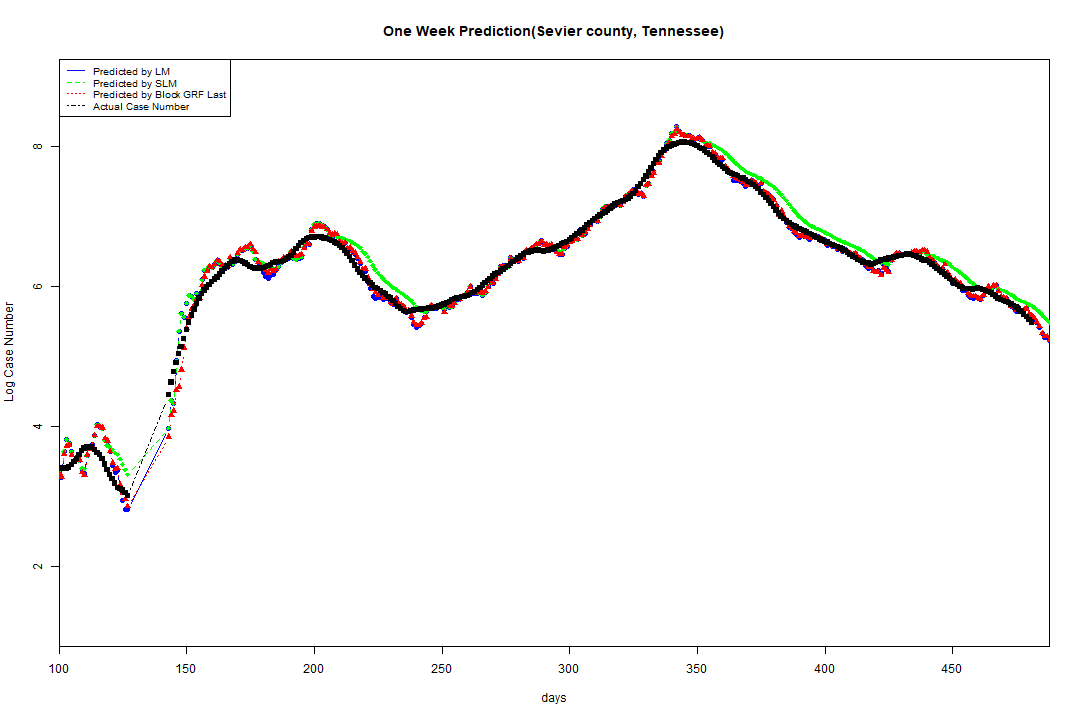 One Week Prediction(Sevier county, Tennessee)
Predicted by LM
Predicted by SLM
Predicted by Block GRF Last
Actual Case Number
8
6
4
2
Log Case Number
100 150 200 250 300 350 400 450
days